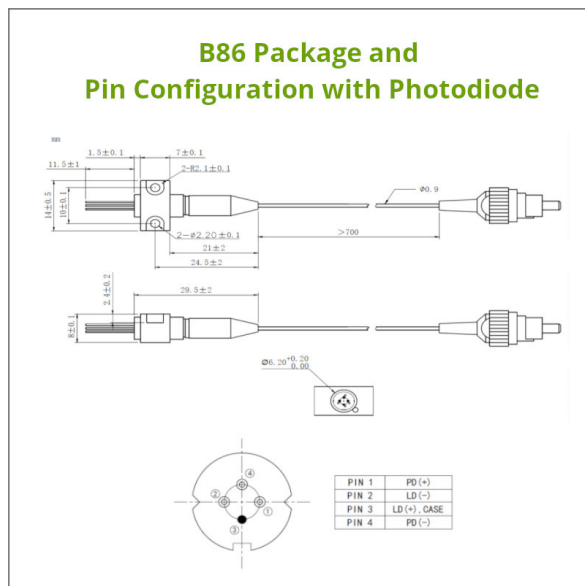 B86 Package and
Pin Configuration with Photodiode
mm
1.5±0.1
7±0.1
11.5±1
2-R2.1±0.1
14±0.5
10±0.1
Ø0.9
2-ø2.20±0.1
21±2
>700
24.5±2
29.5±2
2.4±0.2
8±0.1
Ø6.20+0.20
0.00
④
②
①
③
PIN 1 PD(+)
PIN 2 LD(-)
PIN 3 LD(+), CASE
PIN 4 PD(-)